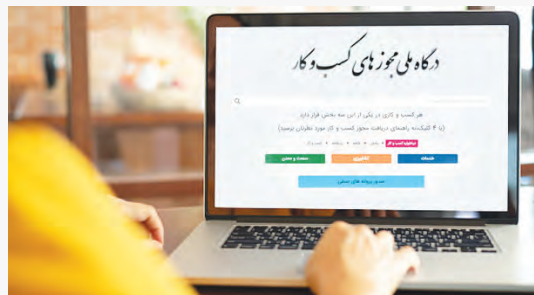 درگاه ملی مجوزهای کسب و کار
هر کسب و کاری در یکی از این سه بخش قرار دارد
(با ۴ کلیک به راهنمای دریافت مجوز کسب و کار مورد نظرتان برسید)
خدمات کشاورزی صنعت و معدن
صدور پروانه های صنفی